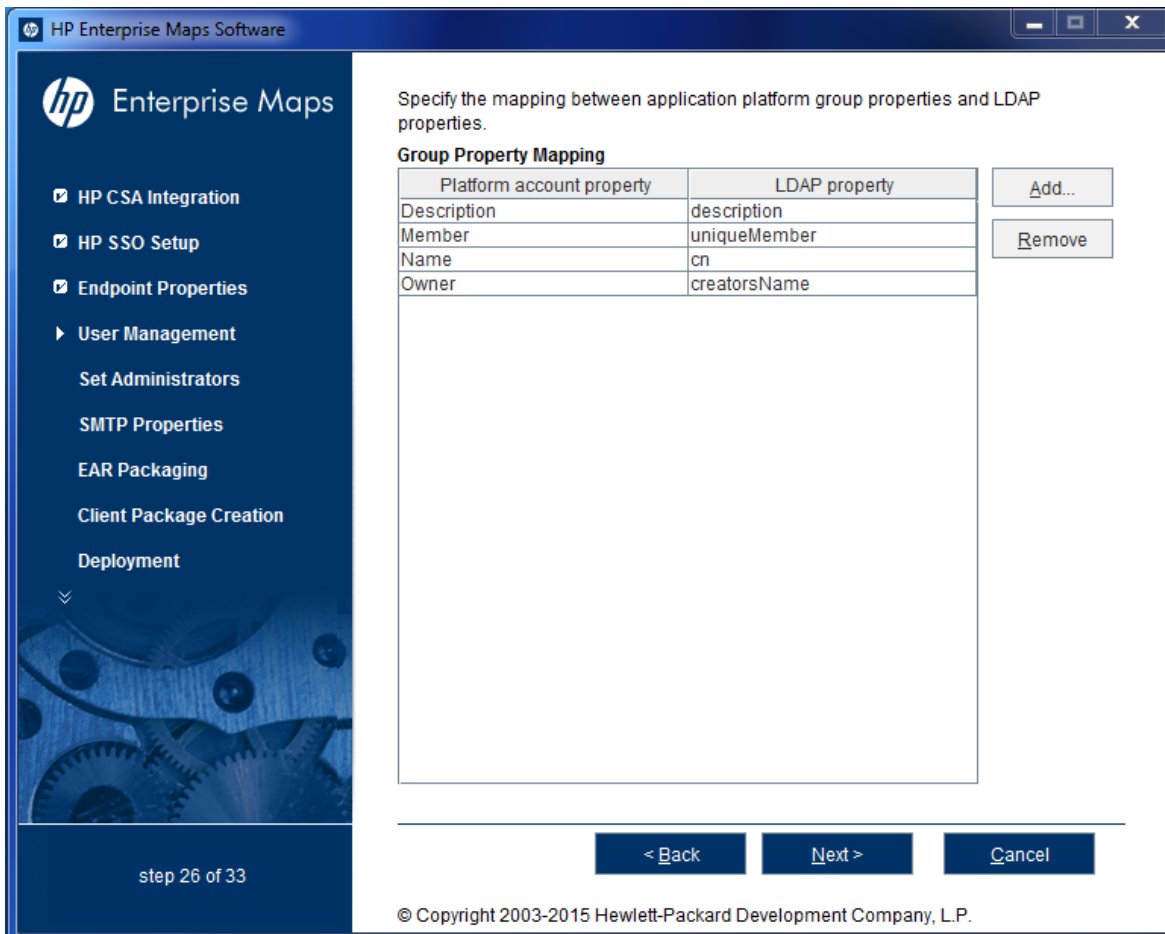 HP Enterprise Maps Software
hp Enterprise Maps
HP CSA Integration
HP SSO Setup
Endpoint Properties
User Management
Set Administrators
SMTP Properties
EAR Packaging
Client Package Creation
Deployment
step 26 of 33
Specify the mapping between application platform group properties and LDAP
properties.
Group Property Mapping
Platform account property LDAP property
Description description
Member uniqueMember
Name cn
Owner creatorsName
Add...
Remove
< Back Next > Cancel
© Copyright 2003-2015 Hewlett-Packard Development Company, L.P.